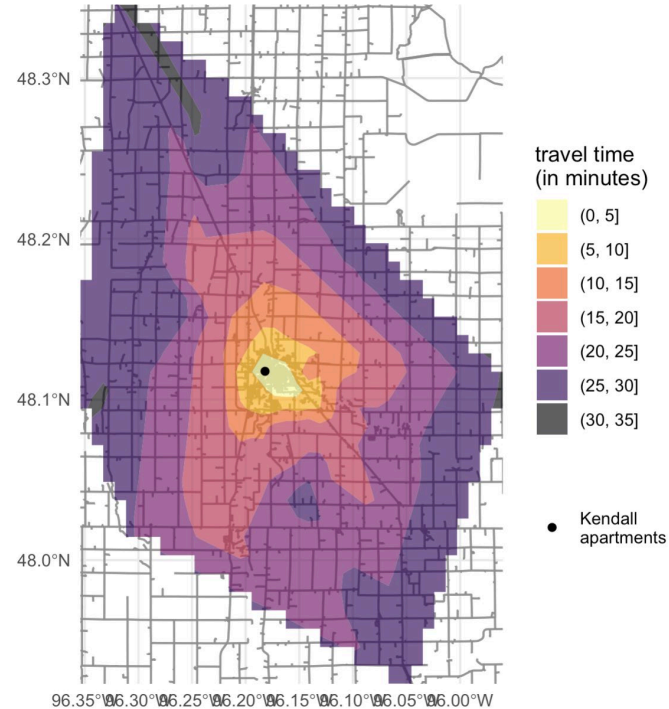 48.3°N
48.2°N
48.1°N
48.0°N
96.35°W 96.30°W 96.25°W 96.20°W 96.15°W 96.10°W 96.05°W 96.00°W
travel time
(in minutes)
(0, 5]
(5, 10]
(10, 15]
(15, 20]
(20, 25]
(25, 30]
(30, 35]
Kendall
apartments